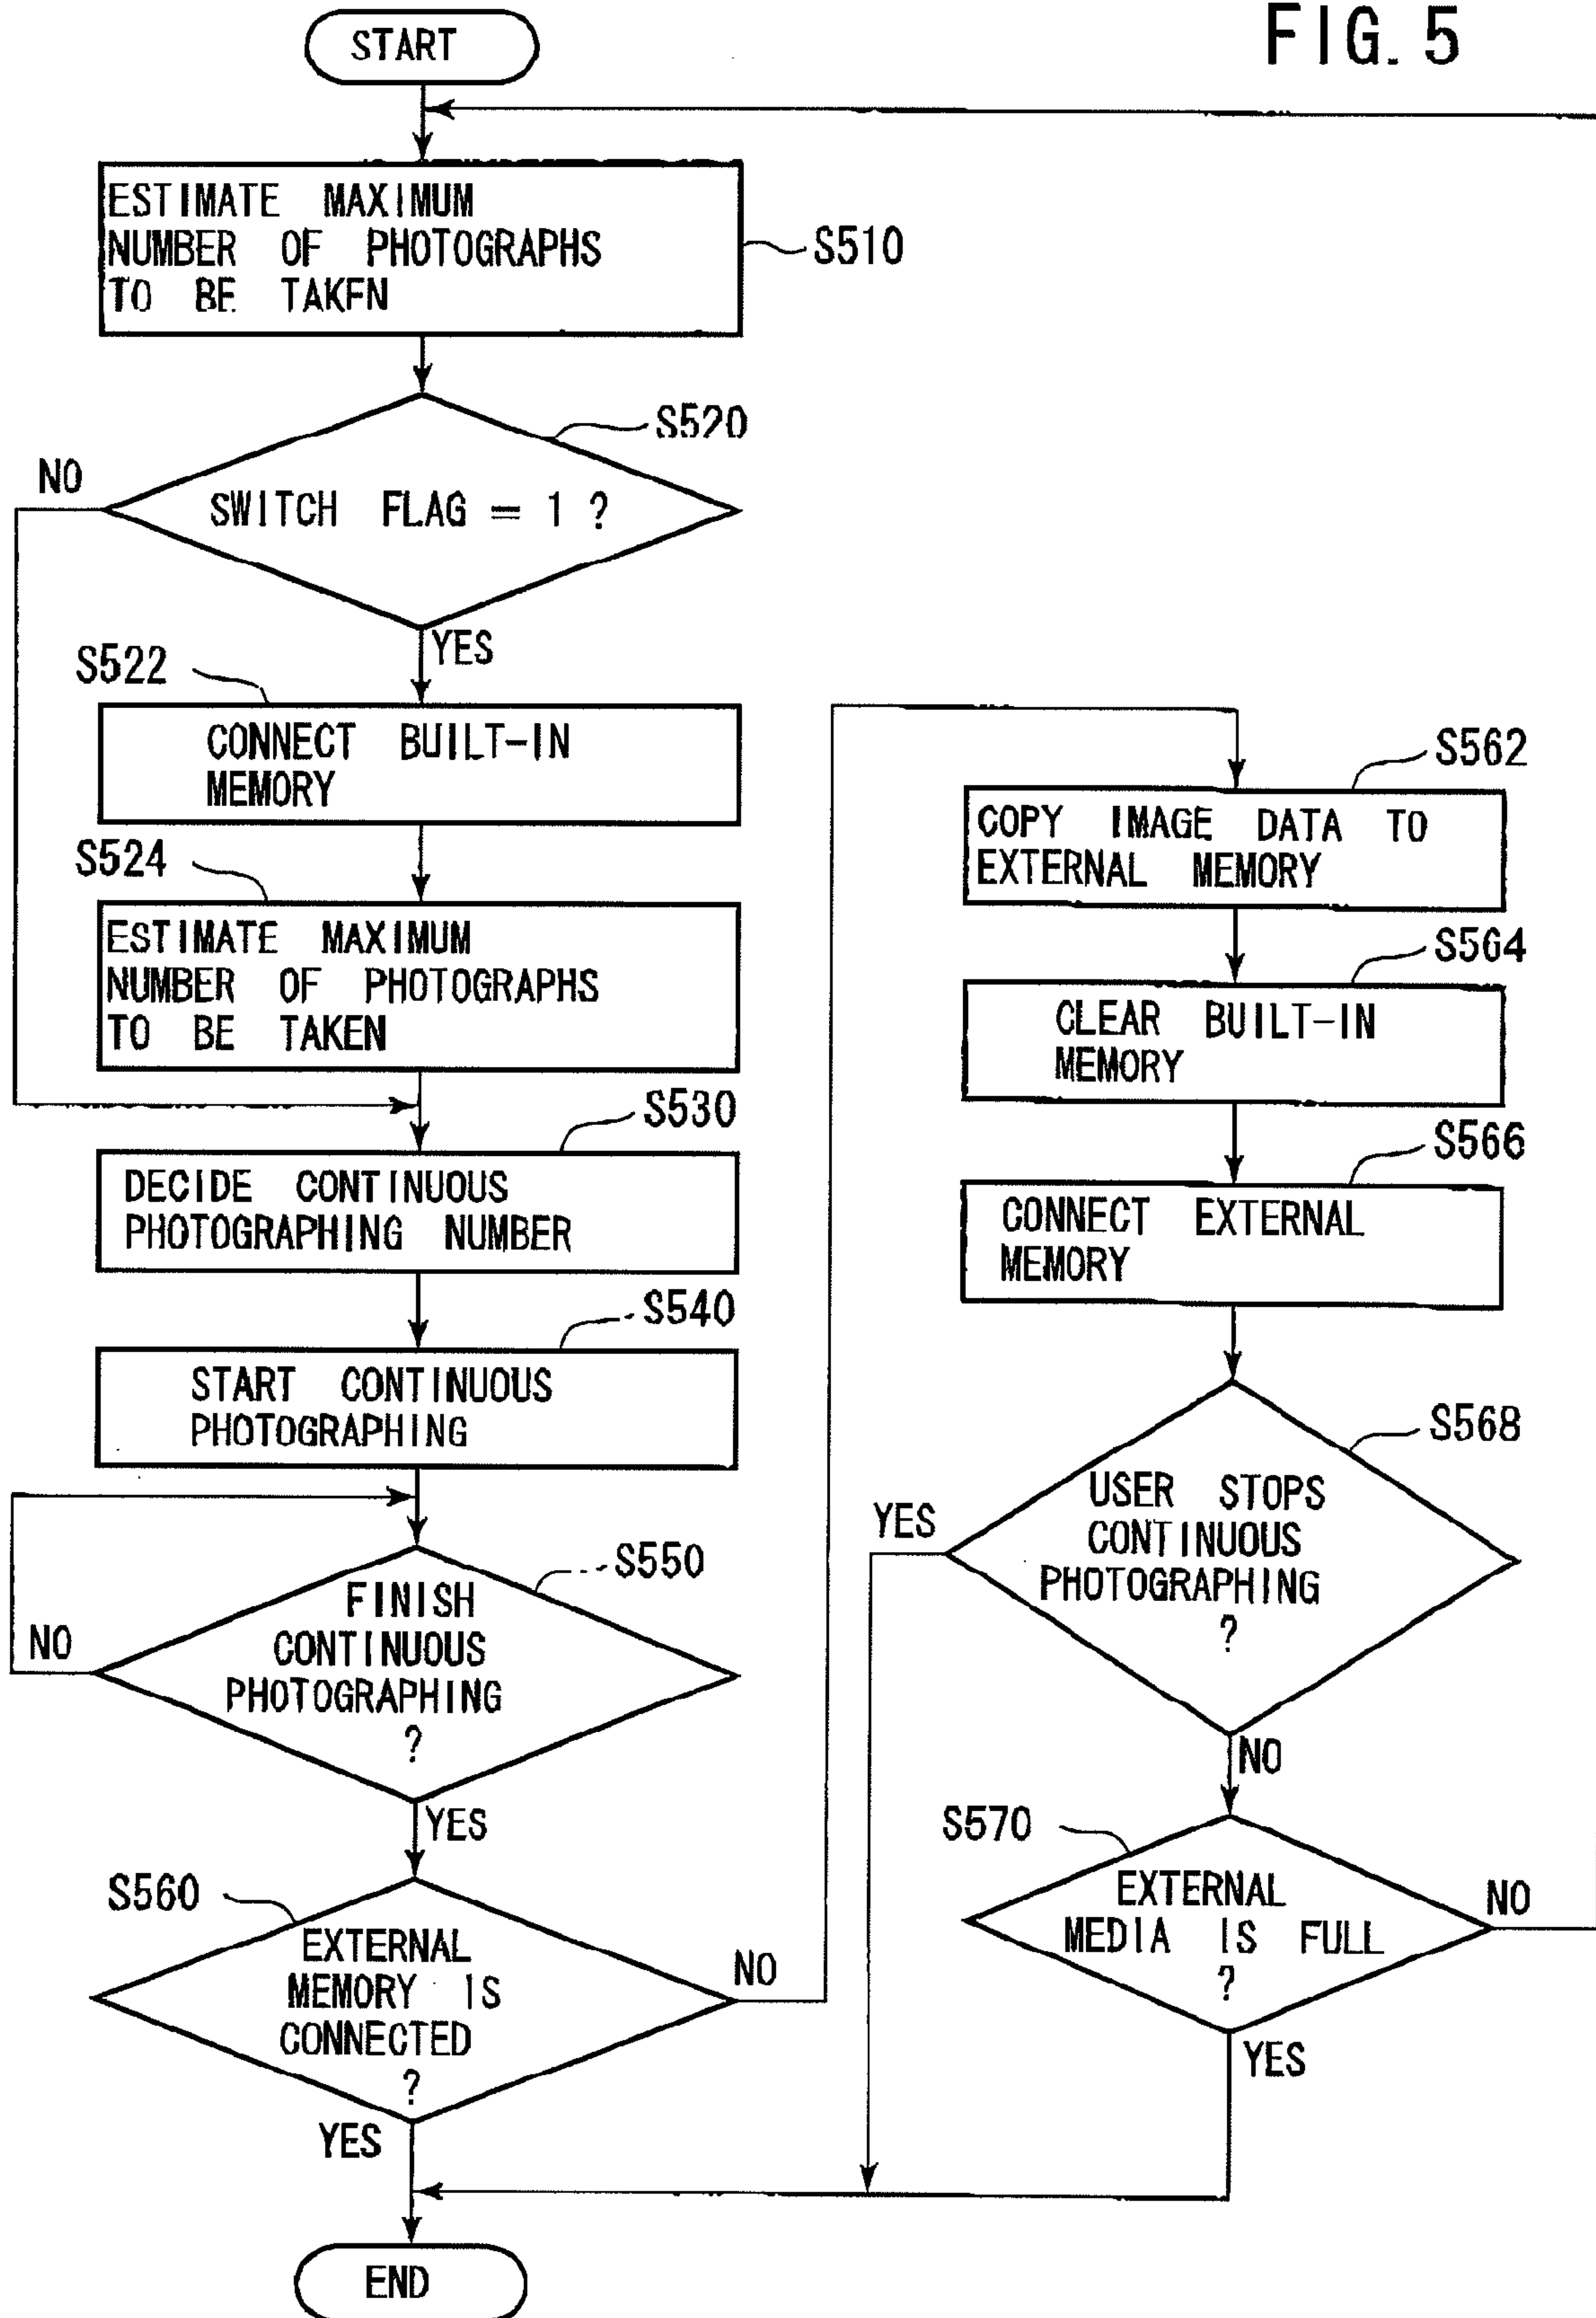 FIG. 5
START
ESTIMATE MAXIMUM
NUMBER OF PHOTOGRAPHS
TO BE TAKEN
S510
S520
NO
SWITCH FLAG = 1 ?
YES
S522
CONNECT BUILT-IN
MEMORY
S524
ESTIMATE MAXIMUM
NUMBER OF PHOTOGRAPHS
TO BE TAKEN
S530
DECIDE CONTINUOUS
PHOTOGRAPHING NUMBER
S540
START CONTINUOUS
PHOTOGRAPHING
S550
FINISH
CONTINUOUS
PHOTOGRAPHING
?
NO
YES
S560
EXTERNAL
MEMORY IS
CONNECTED
?
NO
YES
END
S562
COPY IMAGE DATA TO
EXTERNAL MEMORY
S564
CLEAR BUILT-IN
MEMORY
S566
CONNECT EXTERNAL
MEMORY
S568
USER STOPS
CONTINUOUS
PHOTOGRAPHING
?
YES
NO
S570
EXTERNAL
MEDIA IS FULL
?
NO
YES